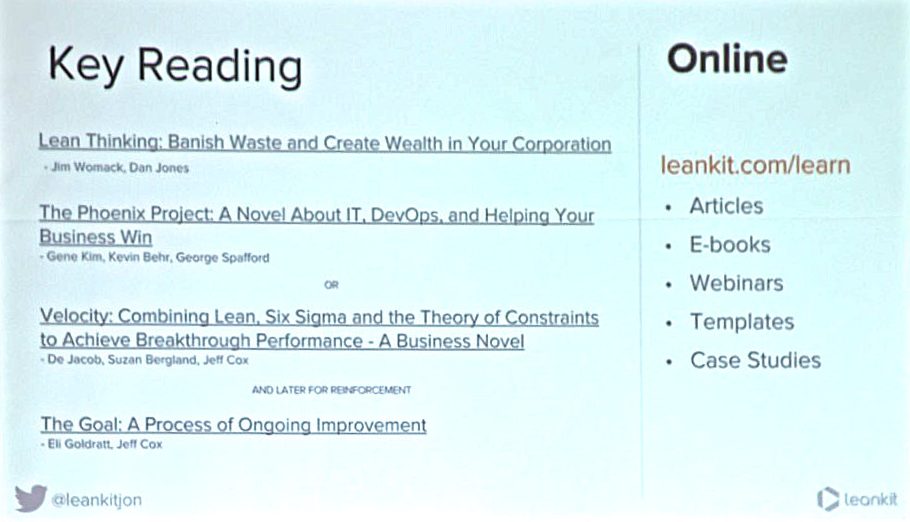 Key Reading
Lean Thinking: Banish Waste and Create Wealth in Your Corporation
- Jim Womack, Dan Jones
The Phoenix Project: A Novel About IT, DevOps, and Helping Your
Business Win
- Gene Kim, Kevin Behr, George Spafford
OR
Velocity: Combining Lean, Six Sigma and the Theory of Constraints
to Achieve Breakthrough Performance - A Business Novel
- De Jacob, Suzan Bergland, Jeff Cox
AND LATER FOR REINFORCEMENT
The Goal: A Process of Ongoing Improvement
- Eli Goldratt, Jeff Cox
@leankitjon
Online
leankit.com/learn
• Articles
• E-books
• Webinars
• Templates
• Case Studies
leankit